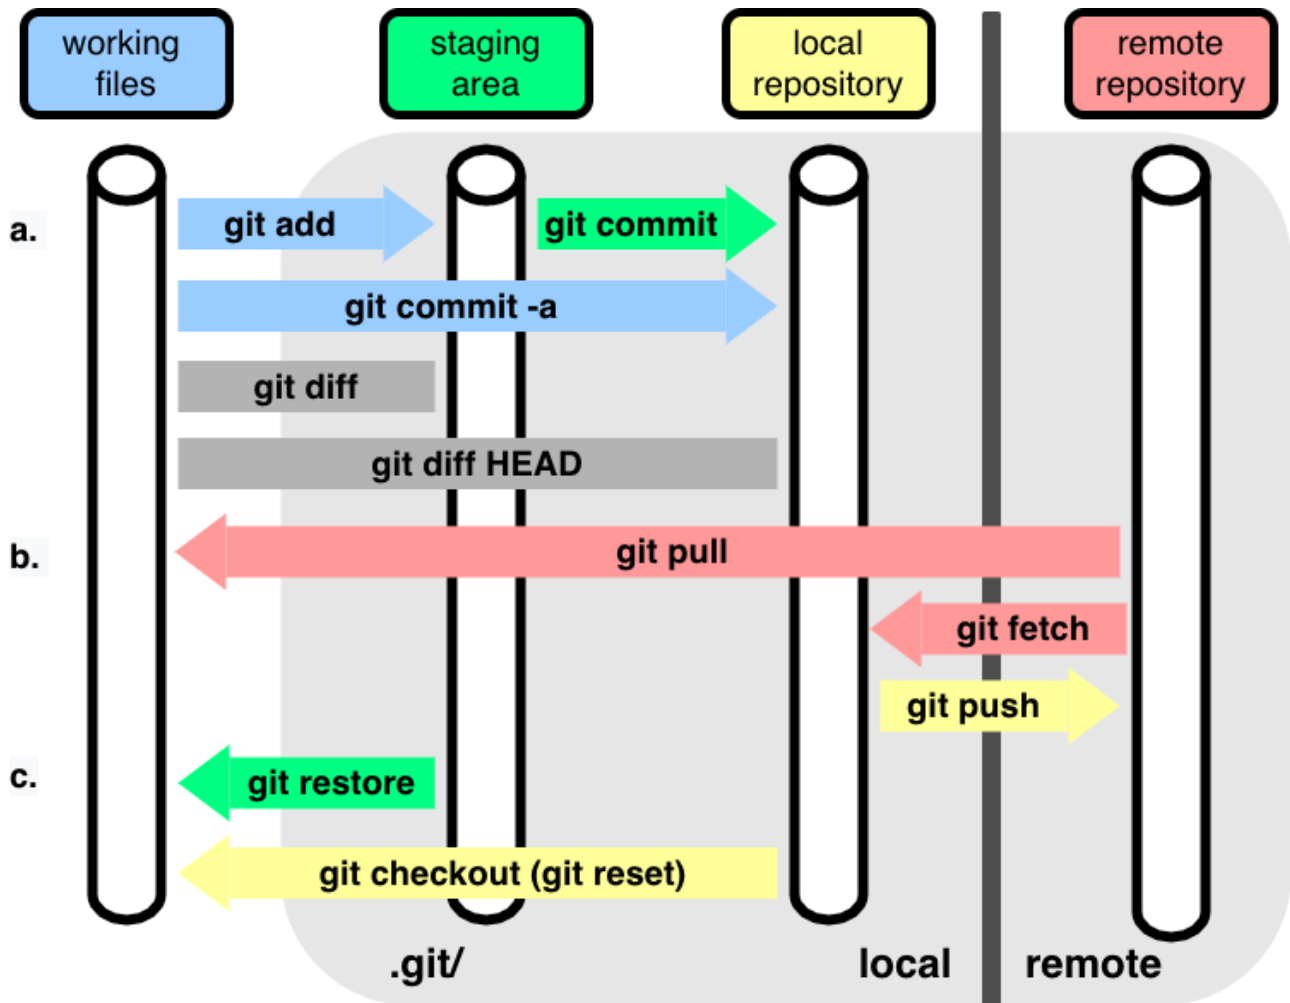 working
files
staging
area
local
repository
remote
repository
a.
git add
git commit
git commit -a
git diff
git diff HEAD
b.
git pull
git fetch
git push
c.
git restore
git checkout (git reset)
.git/
local
remote